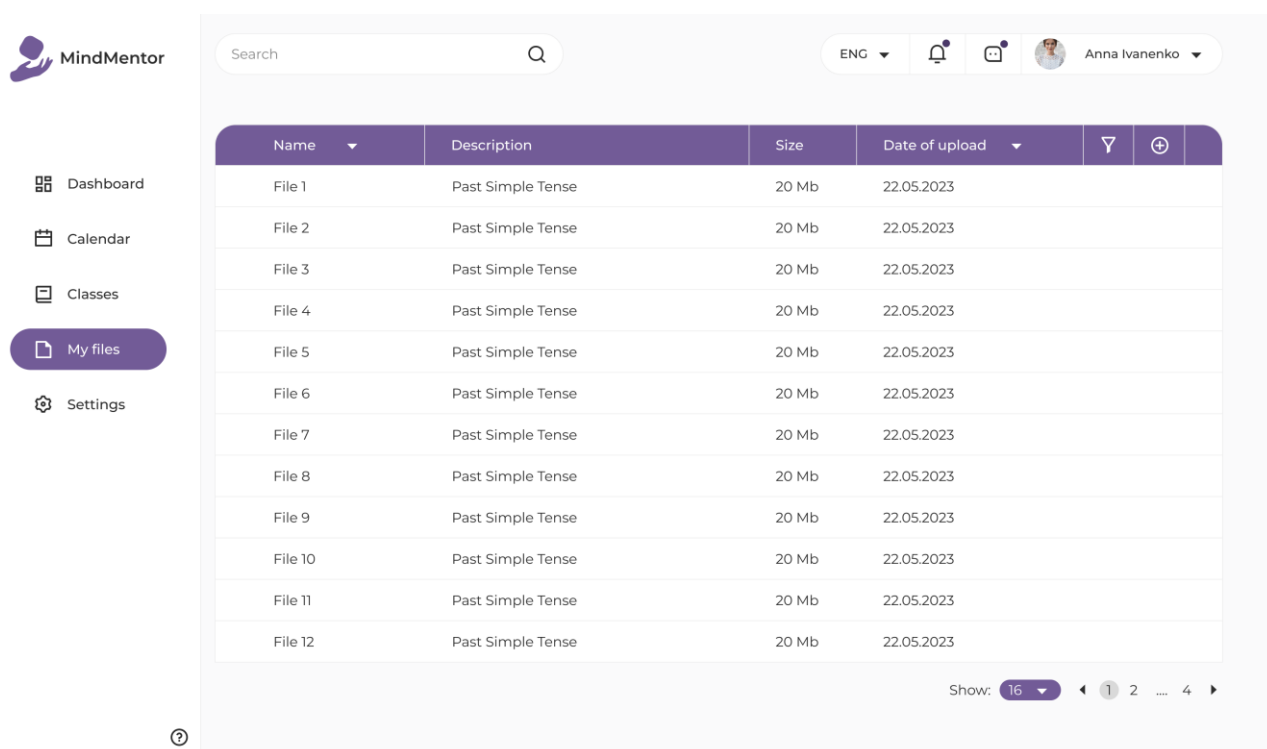 MindMentor
Search
ENG
Anna Ivanenko
Dashboard
Calendar
Classes
My files
Settings
Name Description Size Date of upload
File 1 Past Simple Tense 20 Mb 22.05.2023
File 2 Past Simple Tense 20 Mb 22.05.2023
File 3 Past Simple Tense 20 Mb 22.05.2023
File 4 Past Simple Tense 20 Mb 22.05.2023
File 5 Past Simple Tense 20 Mb 22.05.2023
File 6 Past Simple Tense 20 Mb 22.05.2023
File 7 Past Simple Tense 20 Mb 22.05.2023
File 8 Past Simple Tense 20 Mb 22.05.2023
File 9 Past Simple Tense 20 Mb 22.05.2023
File 10 Past Simple Tense 20 Mb 22.05.2023
File 11 Past Simple Tense 20 Mb 22.05.2023
File 12 Past Simple Tense 20 Mb 22.05.2023
Show: 16 1 2 .... 4